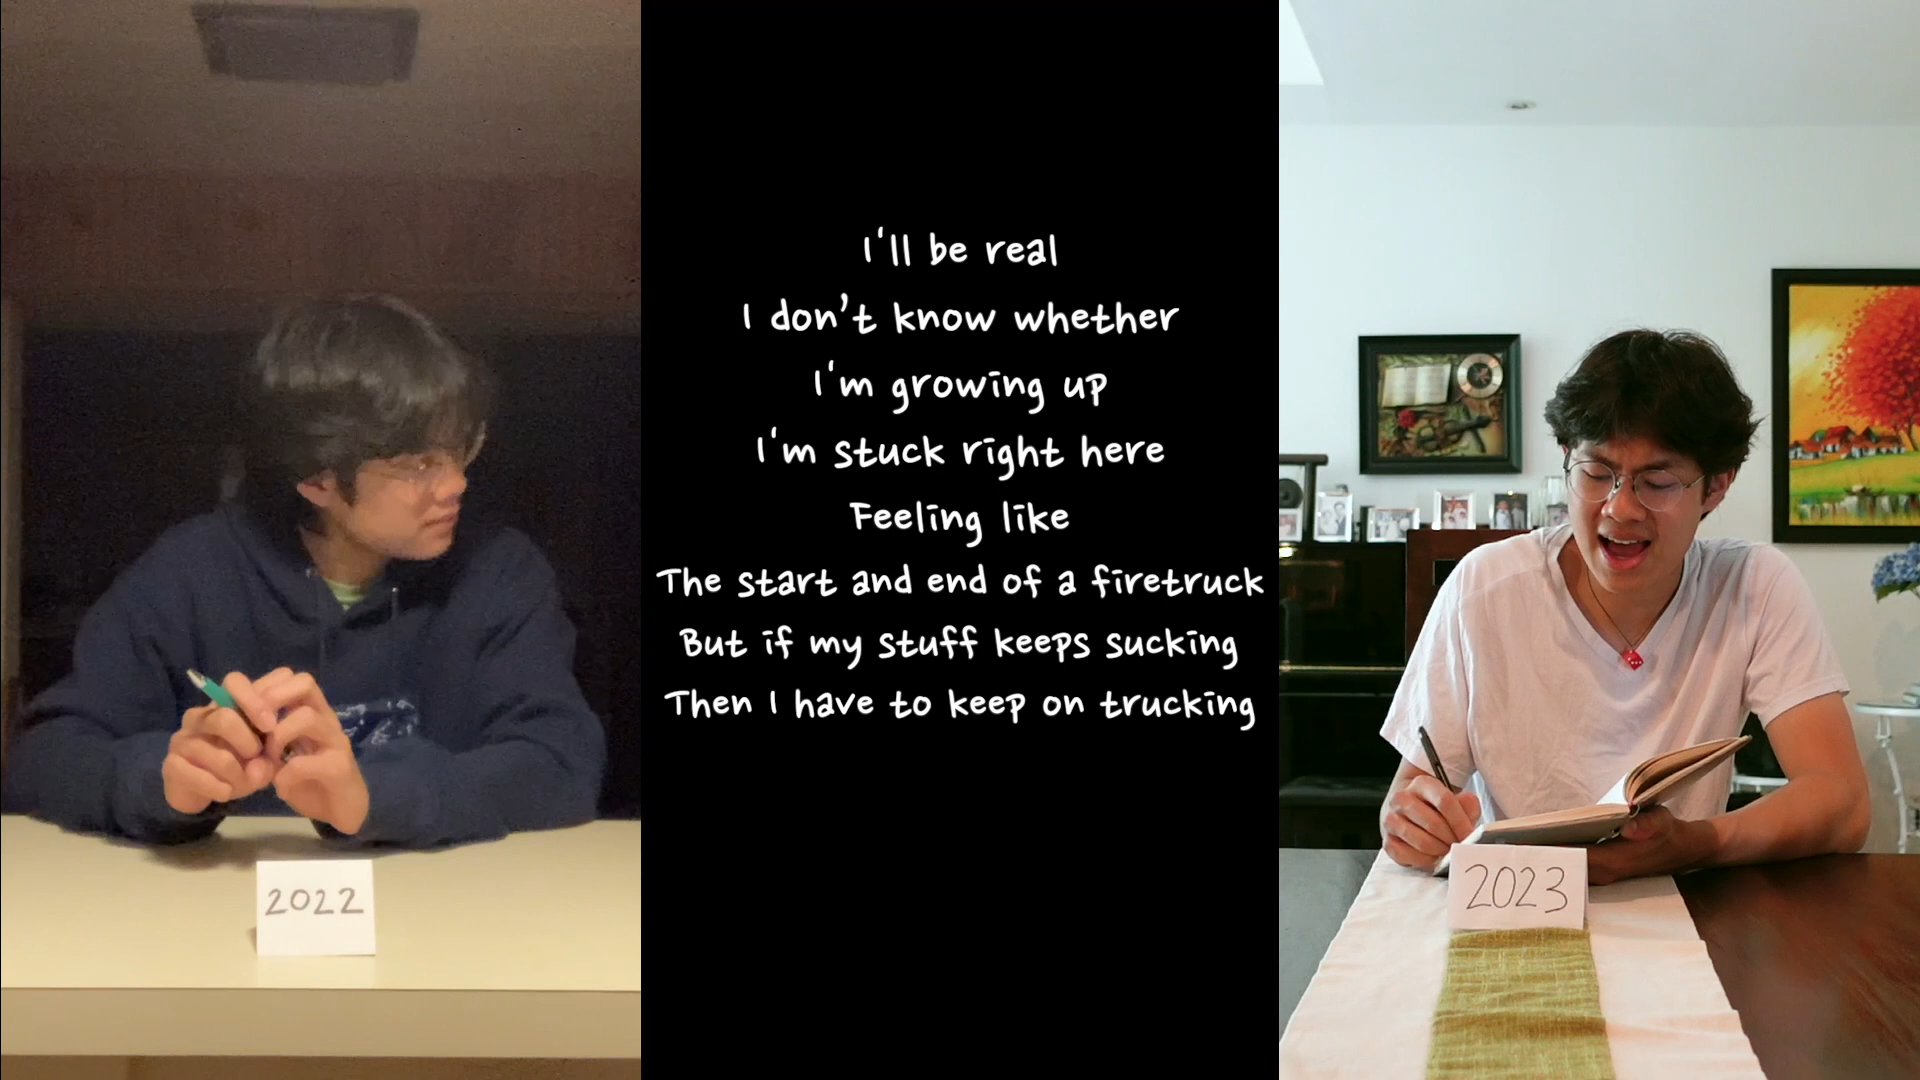 2022
I'll be real
I don't know whether
I'm growing up
I'm stuck right here
Feeling like
The start and end of a firetruck
But if my stuff keeps sucking
Then I have to keep on trucking
2023